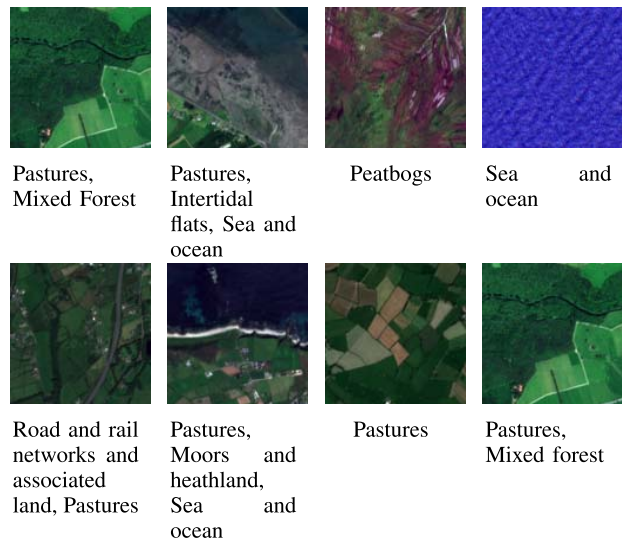 Pastures,
Mixed Forest
Pastures,
Intertidal
flats, Sea and
ocean
Peatbogs
Sea and
ocean
Road and rail
networks and
associated
land, Pastures
Pastures,
Moors and
heathland,
Sea and
ocean
Pastures
Pastures,
Mixed forest